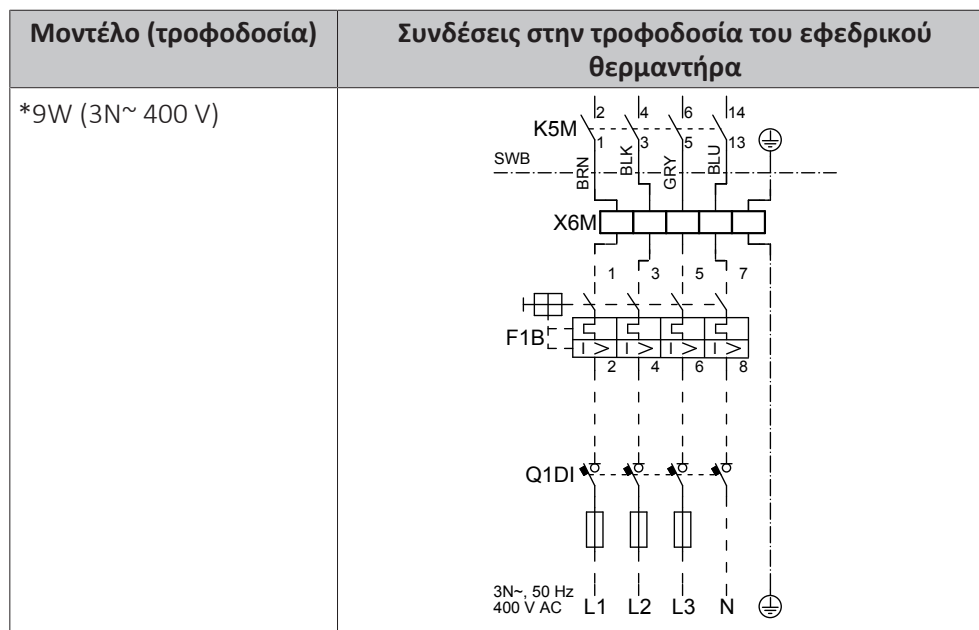 Μοντέλο (τροφοδοσία)
Συνδέσεις στην τροφοδοσία του εφεδρικού
θερμαντήρα
*9W (3N~ 400 V)
2 4 6 14
K5M
1 3 5 13
SWB
BRN BLK GRY BLU
X6M
1 3 5 7
F1B
I > I > I > I >
2 4 6 8
Q1DI
3N~, 50 Hz
400 V AC
L1 L2 L3 N